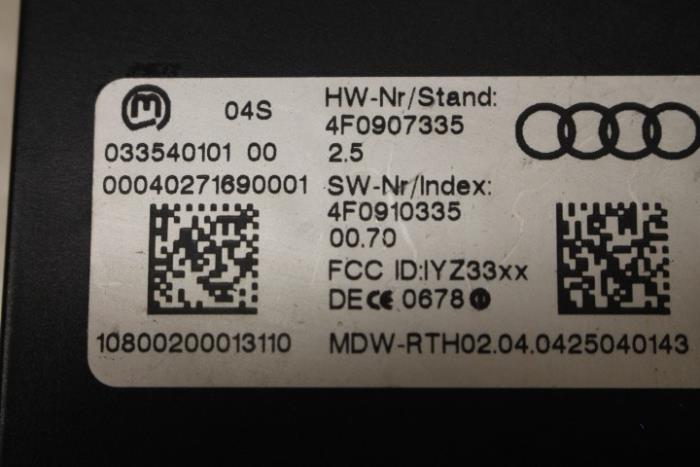 04S
033540101 00
00040271690001
10800200013110
HW-Nr/Stand:
4F0907335
2.5
SW-Nr/Index:
4F0910335
00.70
FCC ID:IYZ33xx
DE CE 0678
MDW-RTH02.04.0425040143